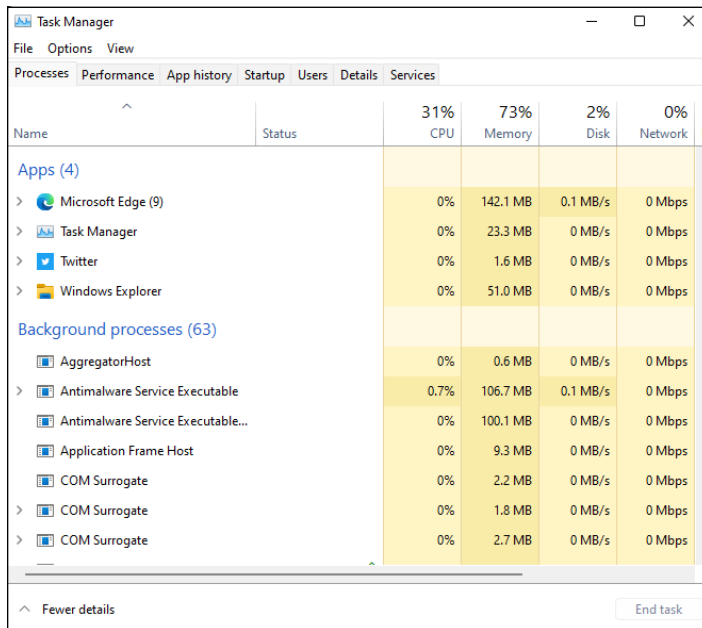 Task Manager
File Options View
Processes Performance App history Startup Users Details Services
31% 73% 2% 0%
Name Status CPU Memory Disk Network
Apps (4)
Microsoft Edge (9) 0% 142.1 MB 0.1 MB/s 0 Mbps
Task Manager 0% 23.3 MB 0 MB/s 0 Mbps
Twitter 0% 1.6 MB 0 MB/s 0 Mbps
Windows Explorer 0% 51.0 MB 0 MB/s 0 Mbps
Background processes (63)
AggregatorHost 0% 0.6 MB 0 MB/s 0 Mbps
Antimalware Service Executable 0.7% 106.7 MB 0.1 MB/s 0 Mbps
Antimalware Service Executable... 0% 100.1 MB 0 MB/s 0 Mbps
Application Frame Host 0% 9.3 MB 0 MB/s 0 Mbps
COM Surrogate 0% 2.2 MB 0 MB/s 0 Mbps
COM Surrogate 0% 1.8 MB 0 MB/s 0 Mbps
COM Surrogate 0% 2.7 MB 0 MB/s 0 Mbps
Fewer details End task